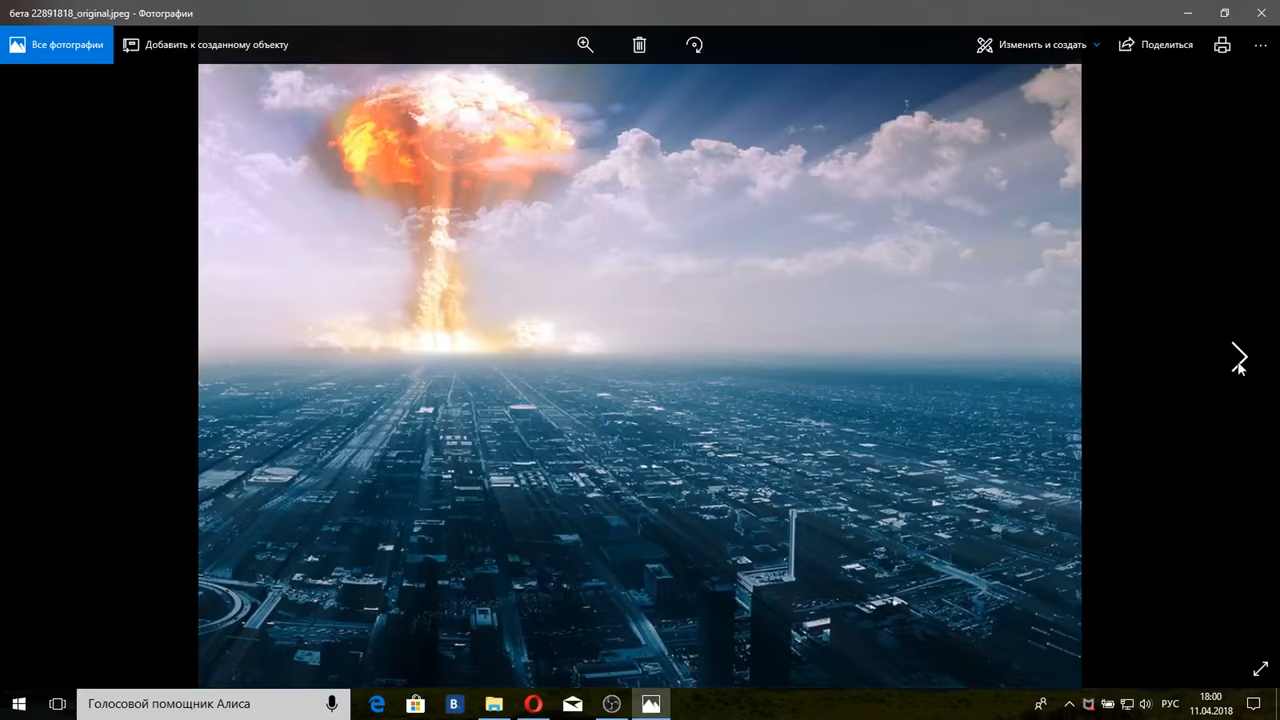 бета 22891818_original.jpeg - Фотографии
Все фотографии
Добавить к созданному объекту
Изменить и создать
Поделиться
Голосовой помощник Алиса
B.
РУС
18:00
11.04.2018